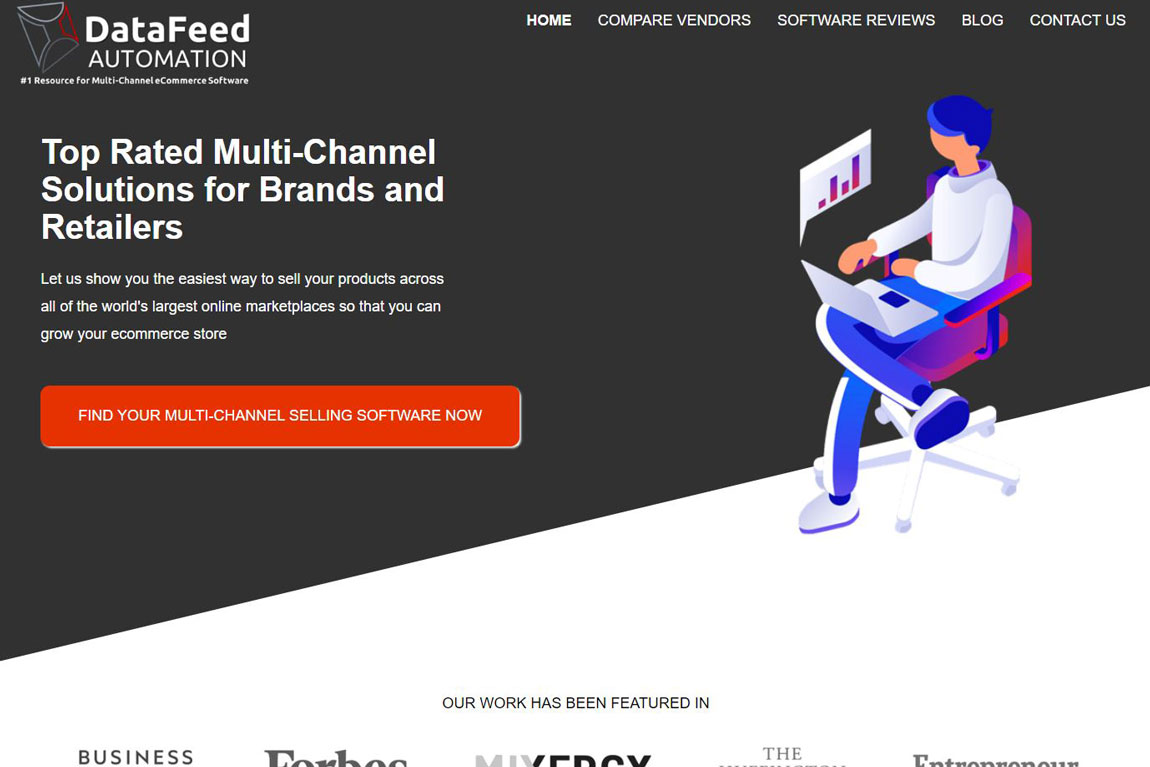 DataFeed
AUTOMATION
#1 Resource for Multi-Channel eCommerce Software
HOME COMPARE VENDORS SOFTWARE REVIEWS BLOG CONTACT US
Top Rated Multi-Channel
Solutions for Brands and
Retailers
Let us show you the easiest way to sell your products across
all of the world's largest online marketplaces so that you can
grow your ecommerce store
FIND YOUR MULTI-CHANNEL SELLING SOFTWARE NOW
OUR WORK HAS BEEN FEATURED IN
BUSINESS Forbes MIXERGY THE
HUFFINGTON Entrepreneur